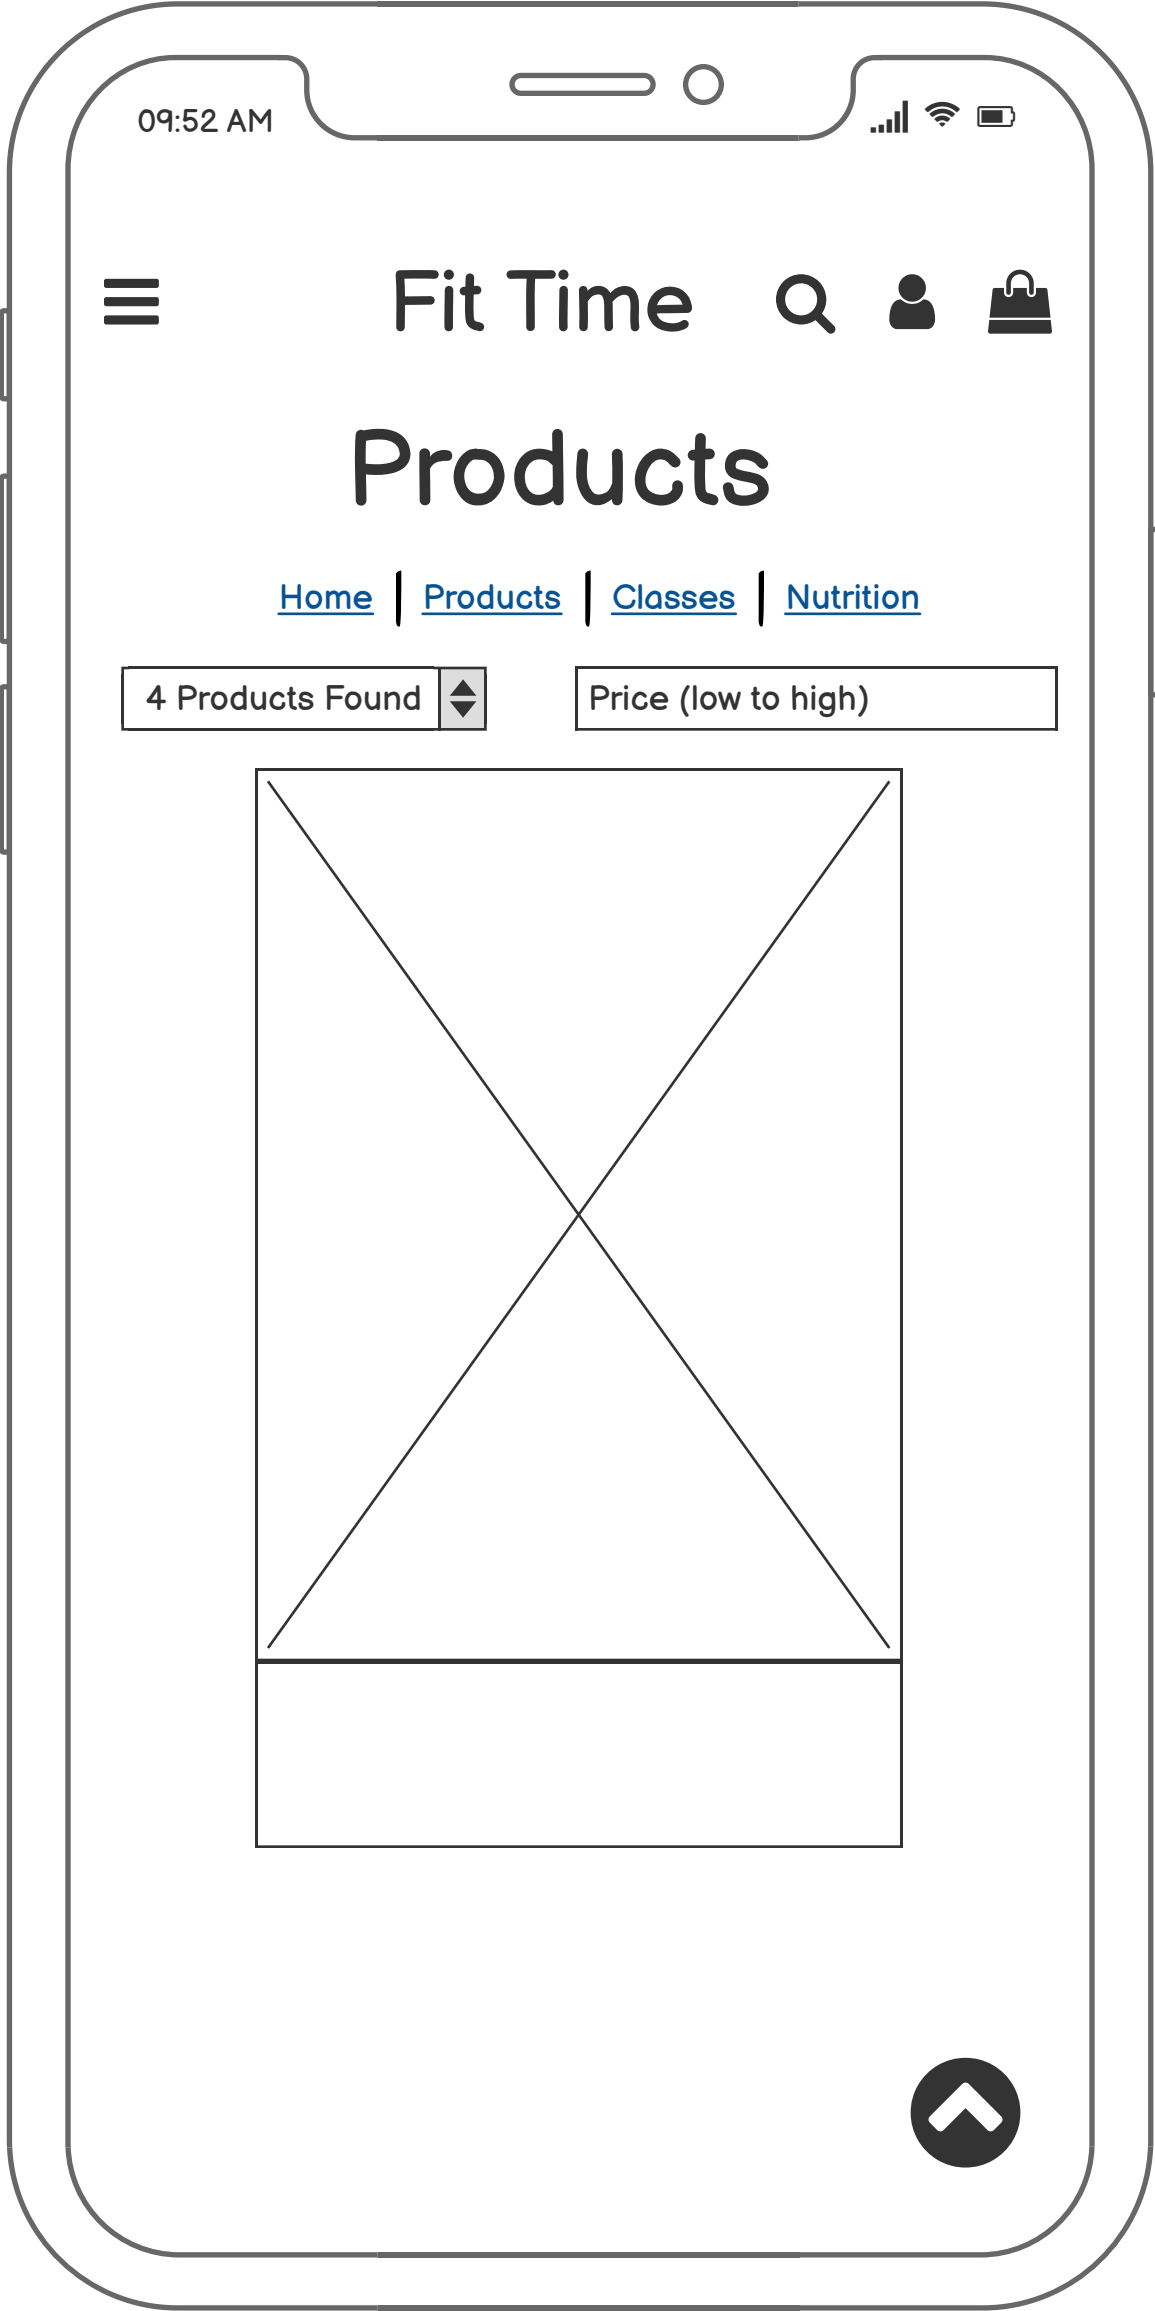 09:52 AM
Fit Time
Products
Home Products Classes Nutrition
4 Products Found Price (low to high)